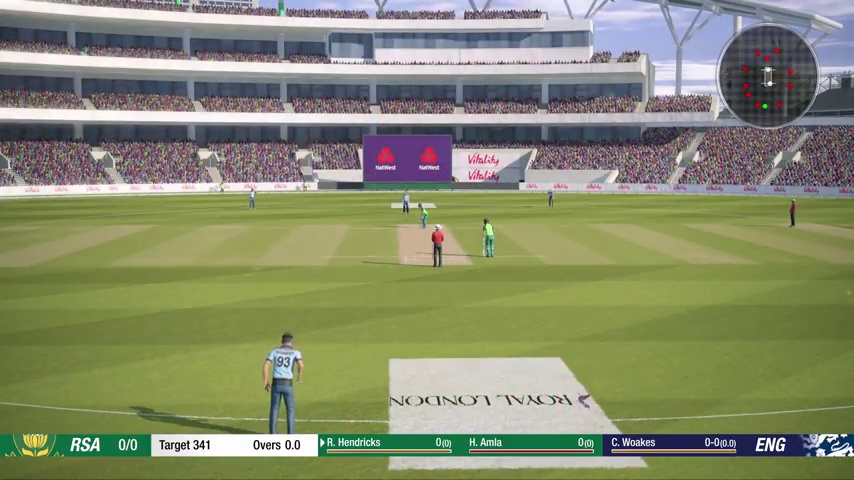 NatWest NatWest
Vitality
Vitality
93
ROYAL LONDON
RSA 0/0 Target 341 Overs 0.0 R. Hendricks 0(0) H. Amla 0(0) C. Woakes 0-0(0.0) ENG